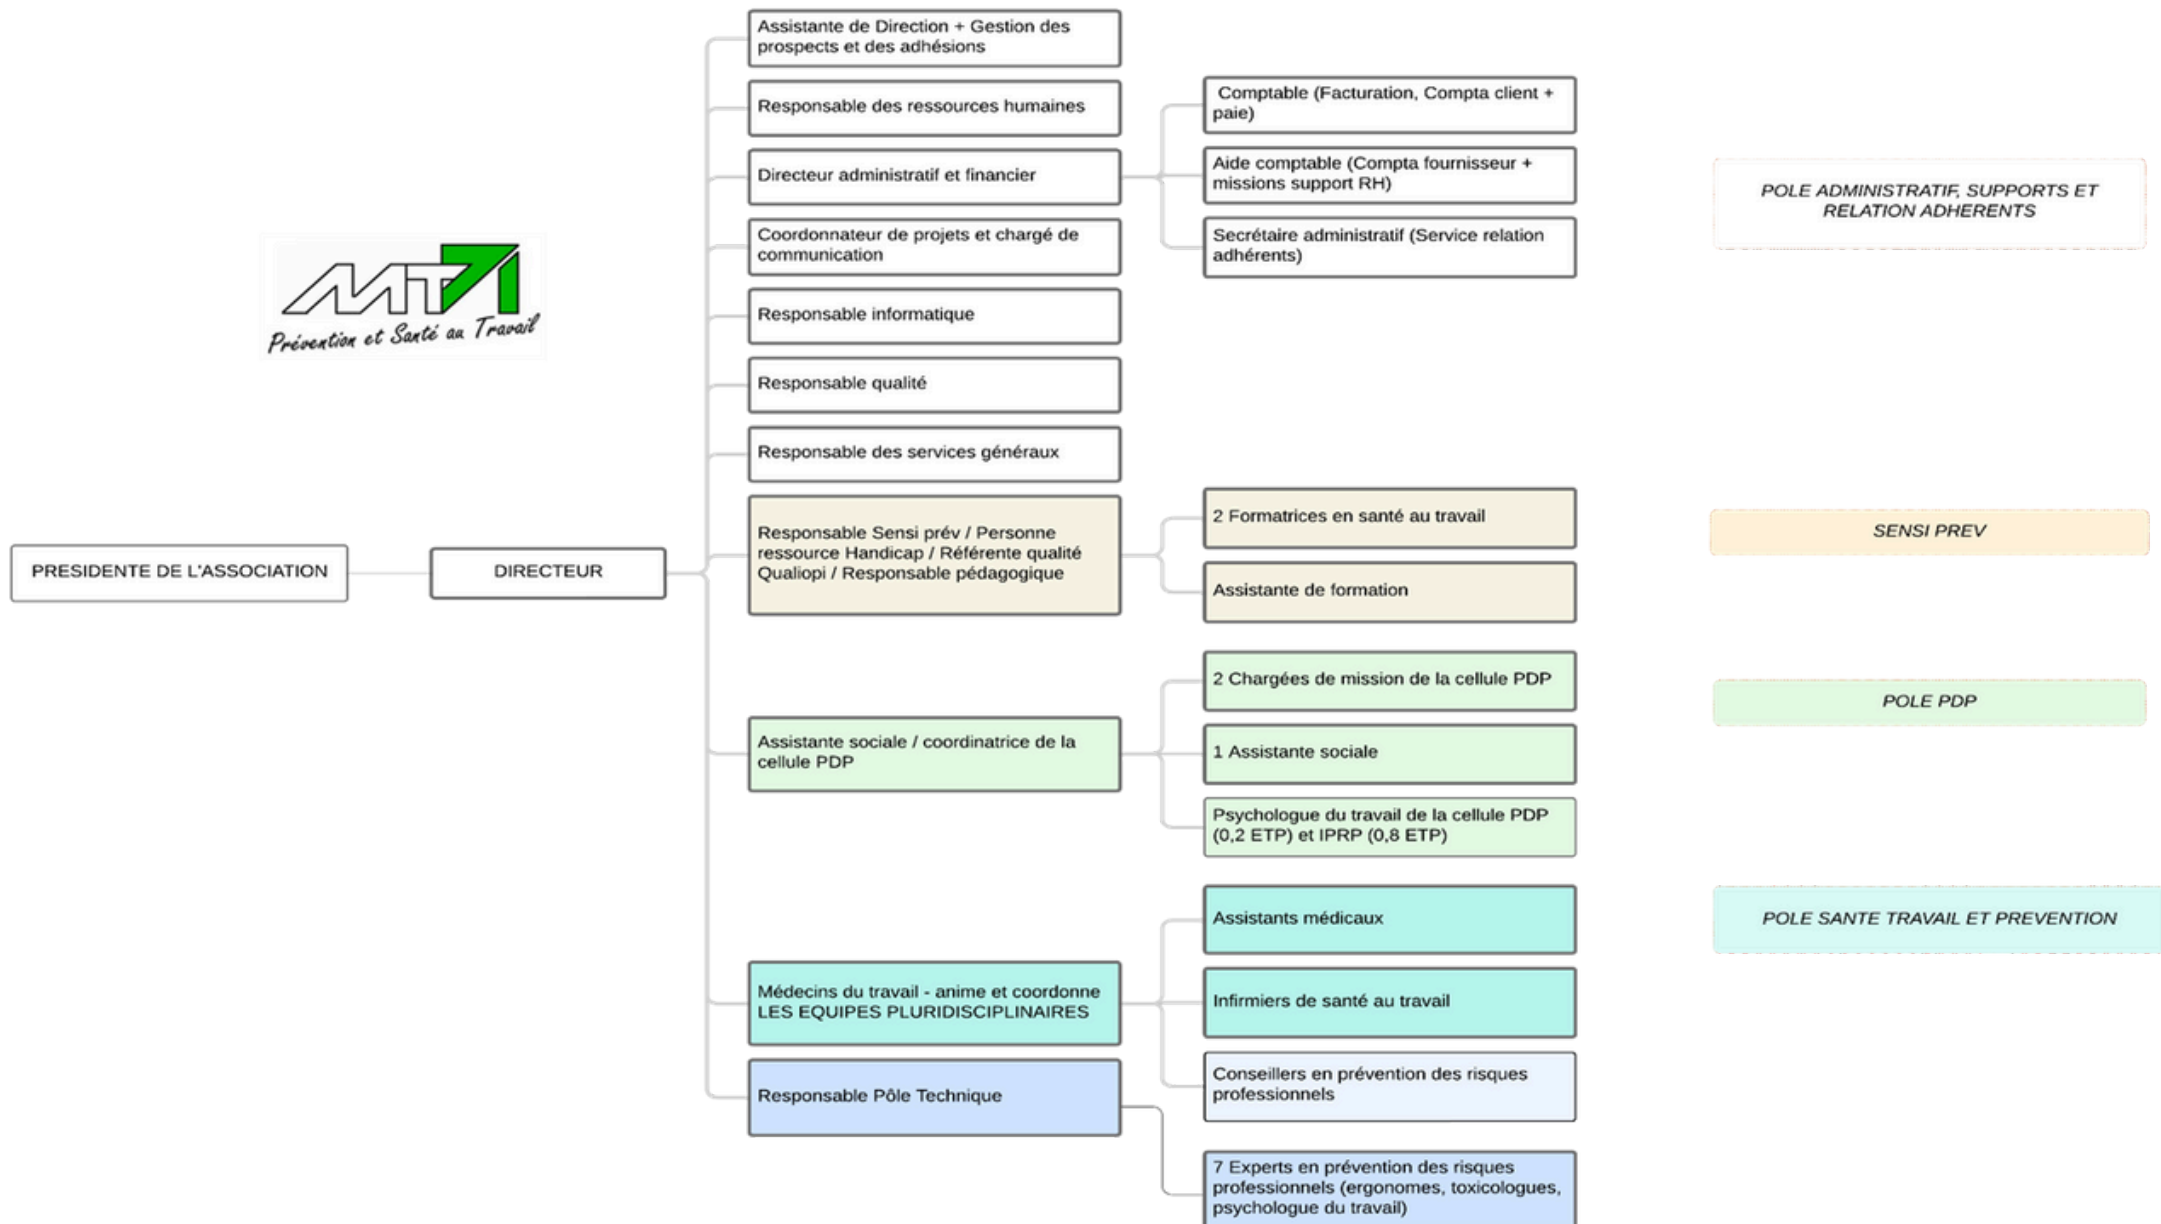 Assistante de Direction + Gestion des
prospects et des adhésions
Responsable des ressources humaines
Directeur administratif et financier
Coordonnateur de projets et chargé de
communication
Responsable informatique
Responsable qualité
Responsable des services généraux
Comptable (Facturation, Compta client +
paie)
Aide comptable (Compta fournisseur +
missions support RH)
Secrétaire administratif (Service relation
adhérents)
POLE ADMINISTRATIF, SUPPORTS ET
RELATION ADHERENTS
MT71
Prévention et Santé au Travail
PRESIDENTE DE L'ASSOCIATION
DIRECTEUR
Responsable Sensi prév / Personne
ressource Handicap / Référente qualité
Qualiopi / Responsable pédagogique
2 Formatrices en santé au travail
Assistante de formation
SENSI PREV
Assistante sociale / coordinatrice de la
cellule PDP
2 Chargées de mission de la cellule PDP
1 Assistante sociale
Psychologue du travail de la cellule PDP
(0,2 ETP) et IPRP (0,8 ETP)
POLE PDP
Médecins du travail - anime et coordonne
LES EQUIPES PLURIDISCIPLINAIRES
Assistants médicaux
Infirmiers de santé au travail
Conseillers en prévention des risques
professionnels
POLE SANTE TRAVAIL ET PREVENTION
Responsable Pôle Technique
7 Experts en prévention des risques
professionnels (ergonomes, toxicologues,
psychologue du travail)